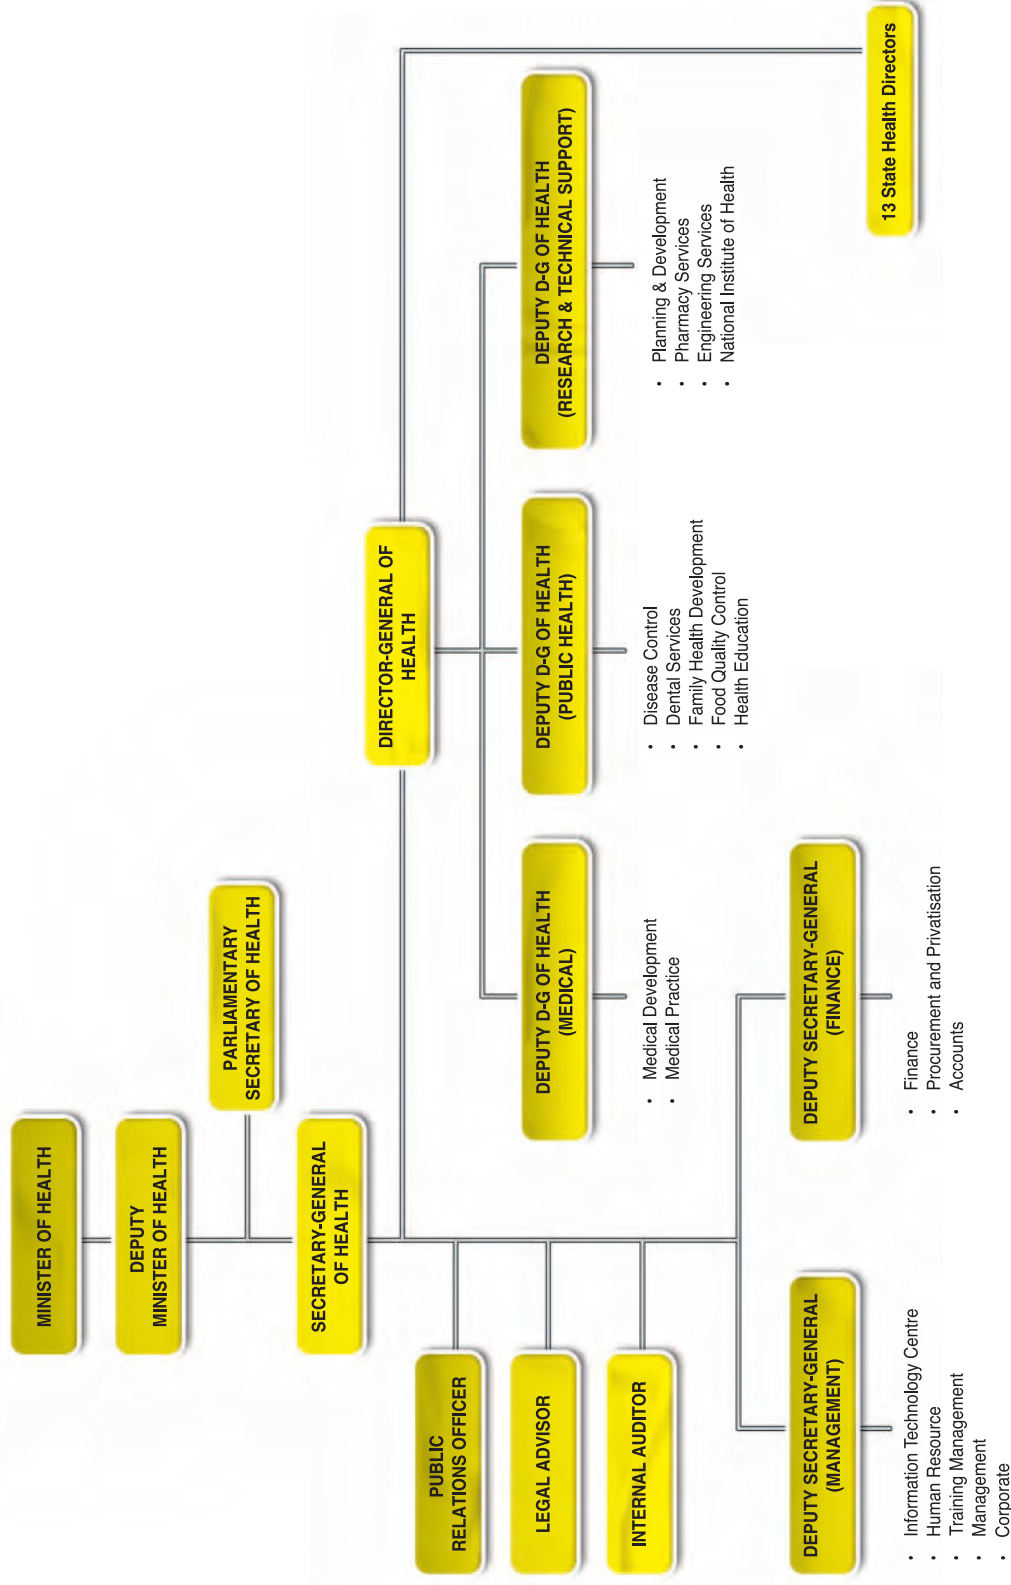 MINISTER OF HEALTH
DEPUTY
MINISTER OF HEALTH
PARLIAMENTARY
SECRETARY OF HEALTH
SECRETARY-GENERAL
OF HEALTH
DIRECTOR-GENERAL OF
HEALTH
PUBLIC
RELATIONS OFFICER
LEGAL ADVISOR
INTERNAL AUDITOR
DEPUTY D-G OF HEALTH
(MEDICAL)
• Medical Development
• Medical Practice
DEPUTY D-G OF HEALTH
(PUBLIC HEALTH)
• Disease Control
• Dental Services
• Family Health Development
• Food Quality Control
• Health Education
DEPUTY D-G OF HEALTH
(RESEARCH & TECHNICAL SUPPORT)
• Planning & Development
• Pharmacy Services
• Engineering Services
• National Institute of Health
DEPUTY SECRETARY-GENERAL
(MANAGEMENT)
• Information Technology Centre
• Human Resource
• Training Management
• Management
• Corporate
DEPUTY SECRETARY-GENERAL
(FINANCE)
• Finance
• Procurement and Privatisation
• Accounts
13 State Health Directors